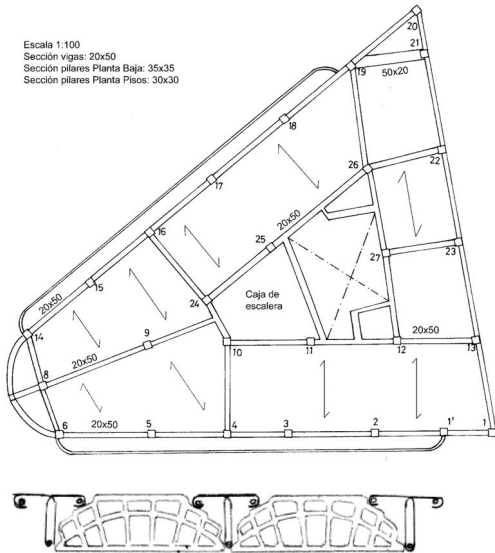 Escala 1:100
Sección vigas: 20x50
Sección pilares Planta Baja: 35x35
Sección pilares Planta Pisos: 30x30
20
21
19
50x20
18
22
26
17
20x50
16
25
27
23
15
24
Caja de
escalera
20x50
14
9
20x50
10
11
12
13
20x50
8
6
20x50
5
4
3
2
1'
1